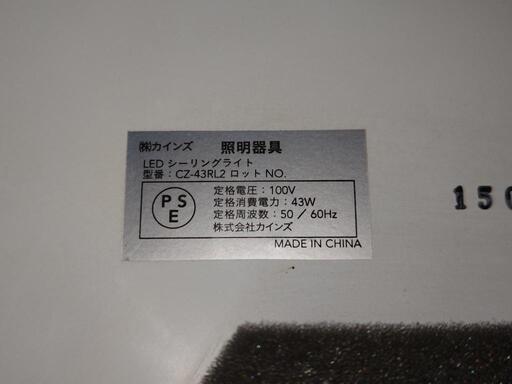 ㈱カインズ 照明器具
LED シーリングライト
型番：CZ-43RL2 ロット NO.
P S E
定格電圧：100V
定格消費電力：43W
定格周波数：50 ／ 60Hz
株式会社カインズ
MADE IN CHINA